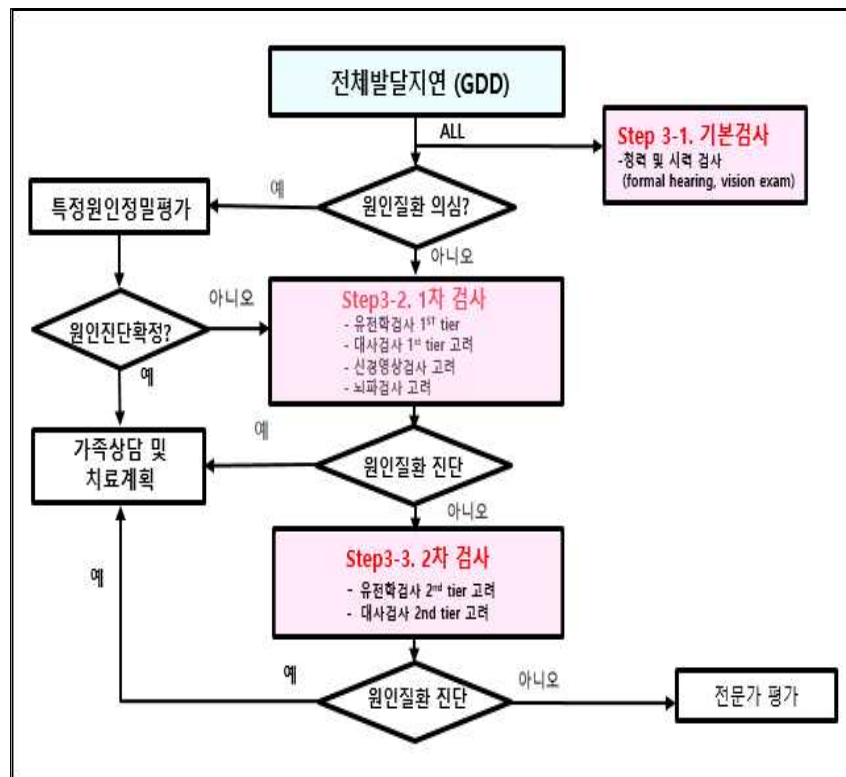 전체발달지연 (GDD)
ALL
Step 3-1. 기본검사
-청력 및 시력 검사
(formal hearing, vision exam)
예
특정원인정밀평가
원인질환 의심?
아니오
아니오
Step3-2. 1차 검사
- 유전학검사 1ST tier
- 대사검사 1st tier 고려
- 신경영상검사 고려
- 뇌파검사 고려
원인진단확정?
예
예
가족상담 및
치료계획
원인질환 진단
아니오
Step3-3. 2차 검사
- 유전학검사 2nd tier 고려
- 대사검사 2nd tier 고려
예
예
원인질환 진단
아니오
전문가 평가